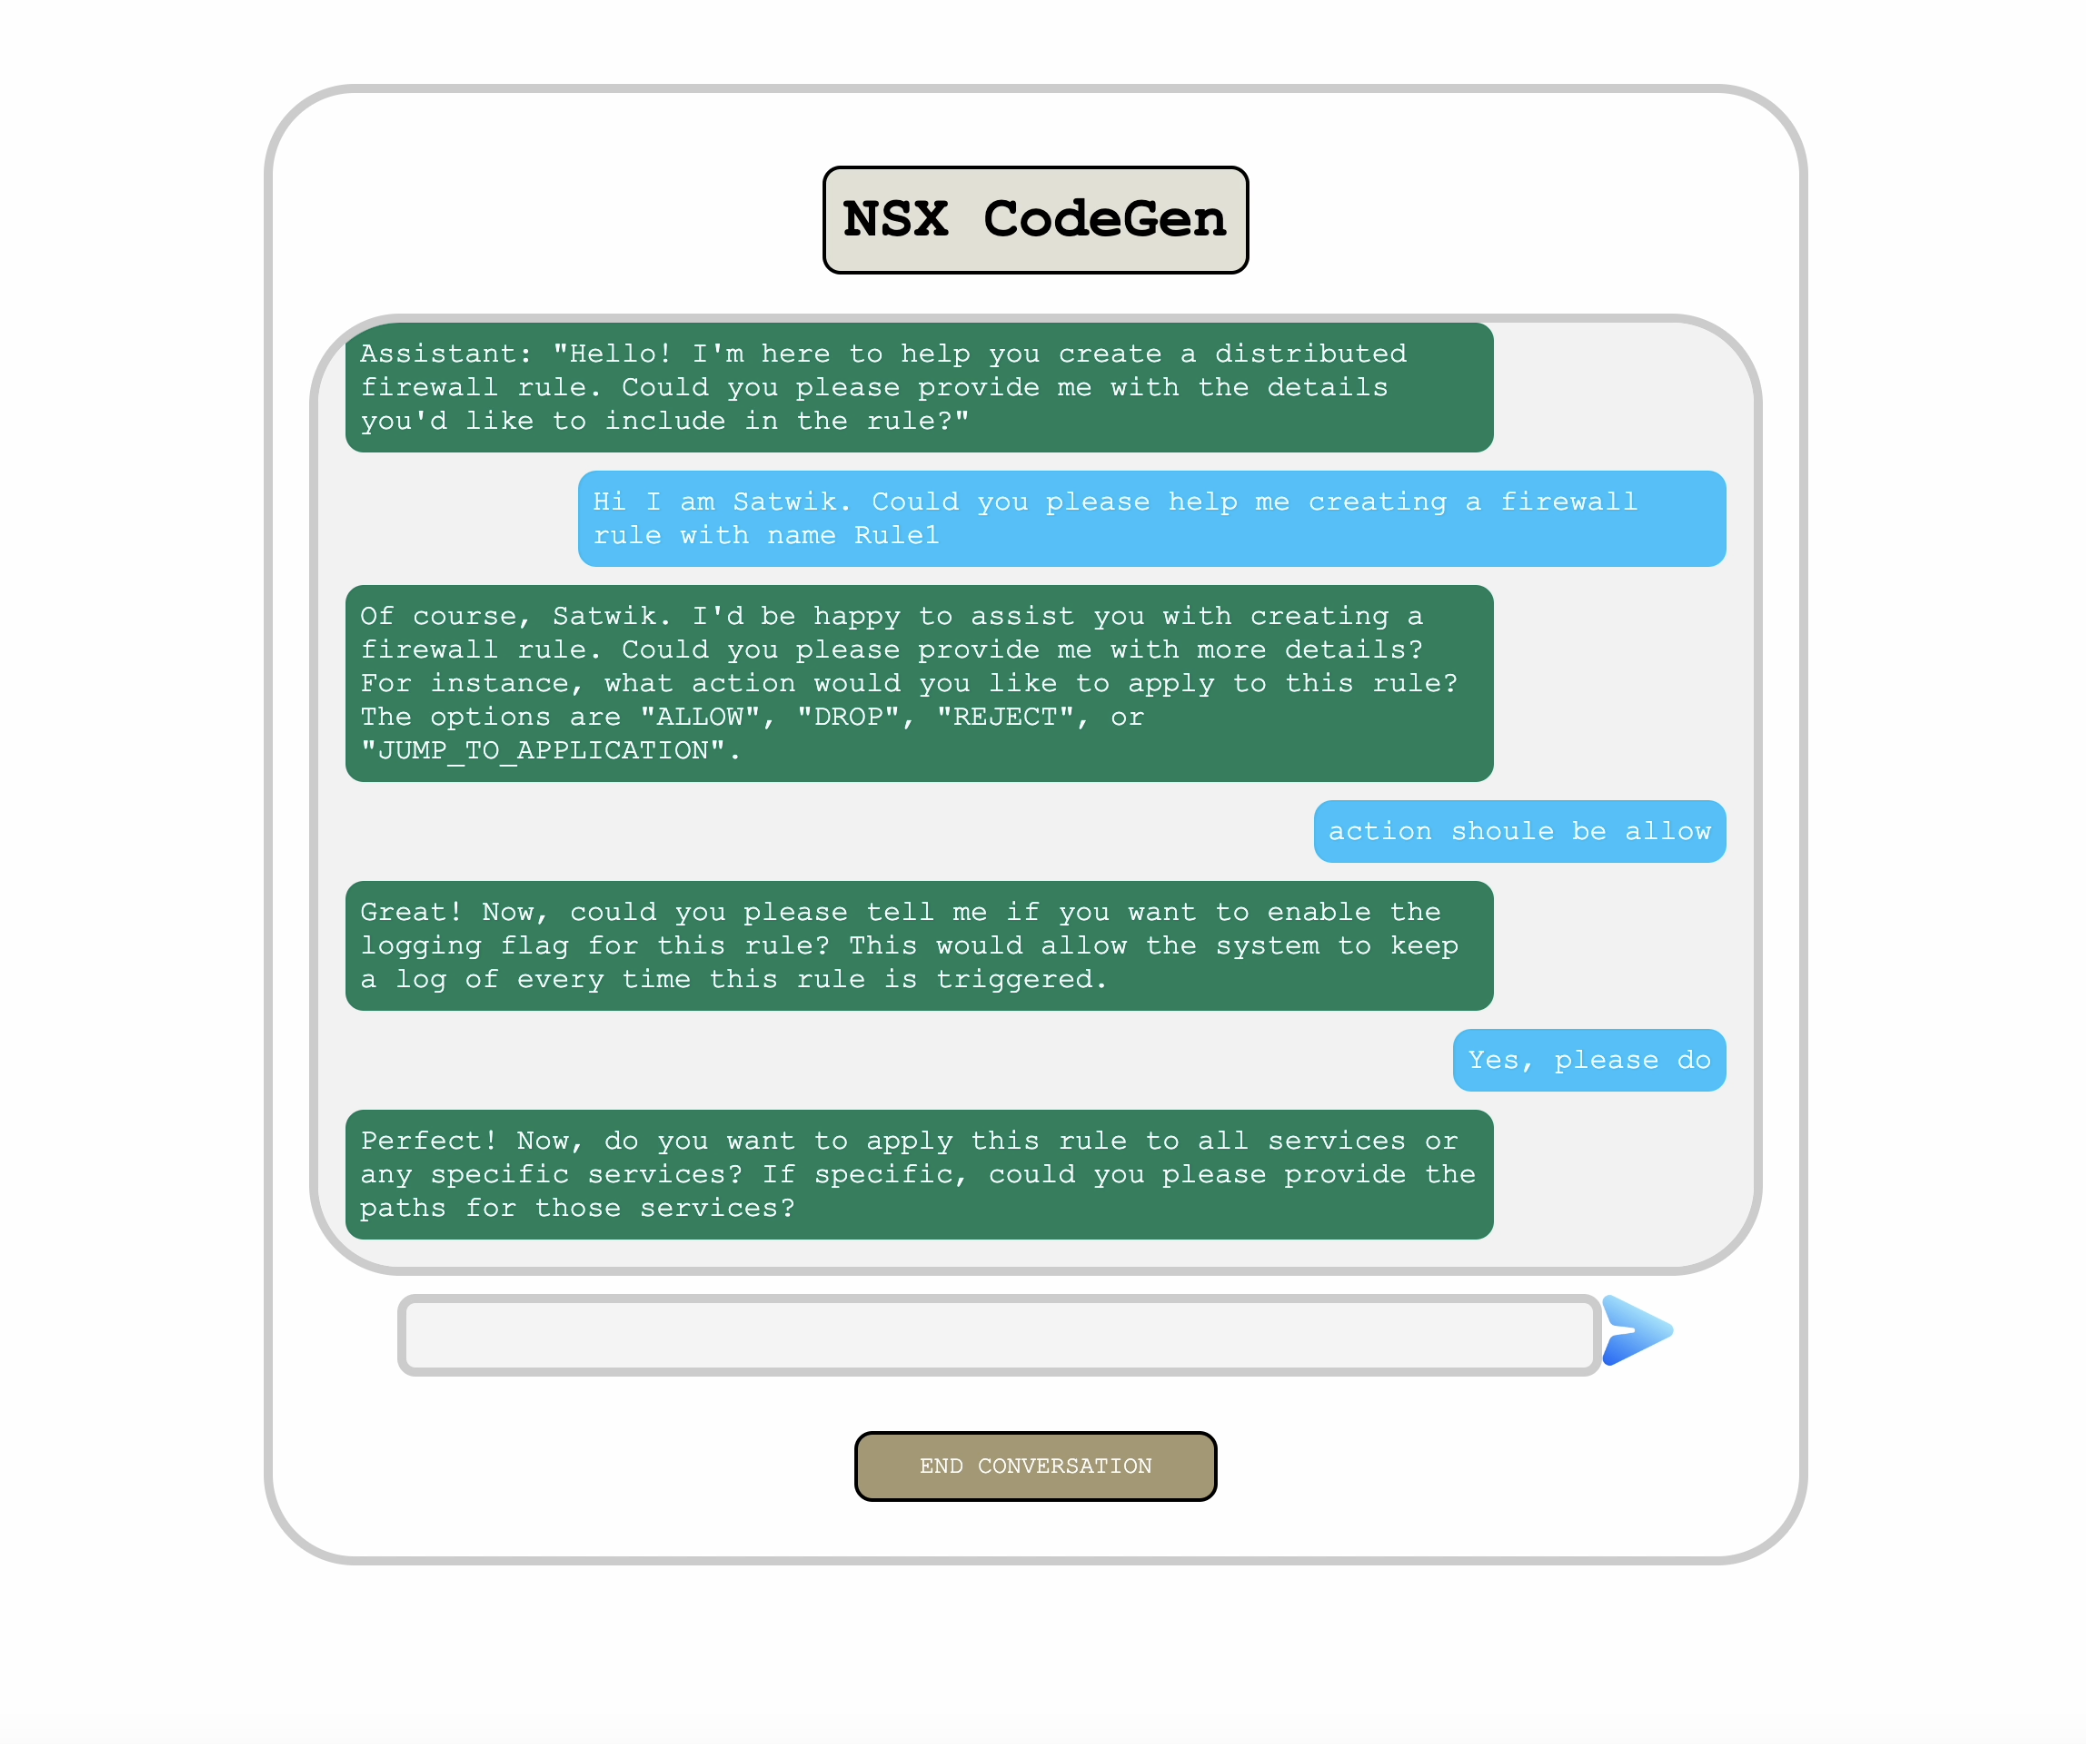 NSX CodeGen
Assistant: "Hello! I'm here to help you create a distributed
firewall rule. Could you please provide me with the details
you'd like to include in the rule?"
Hi I am Satwik. Could you please help me creating a firewall
rule with name Rule1
Of course, Satwik. I'd be happy to assist you with creating a
firewall rule. Could you please provide me with more details?
For instance, what action would you like to apply to this rule?
The options are "ALLOW", "DROP", "REJECT", or
"JUMP_TO_APPLICATION".
action shoule be allow
Great! Now, could you please tell me if you want to enable the
logging flag for this rule? This would allow the system to keep
a log of every time this rule is triggered.
Yes, please do
Perfect! Now, do you want to apply this rule to all services or
any specific services? If specific, could you please provide the
paths for those services?
END CONVERSATION